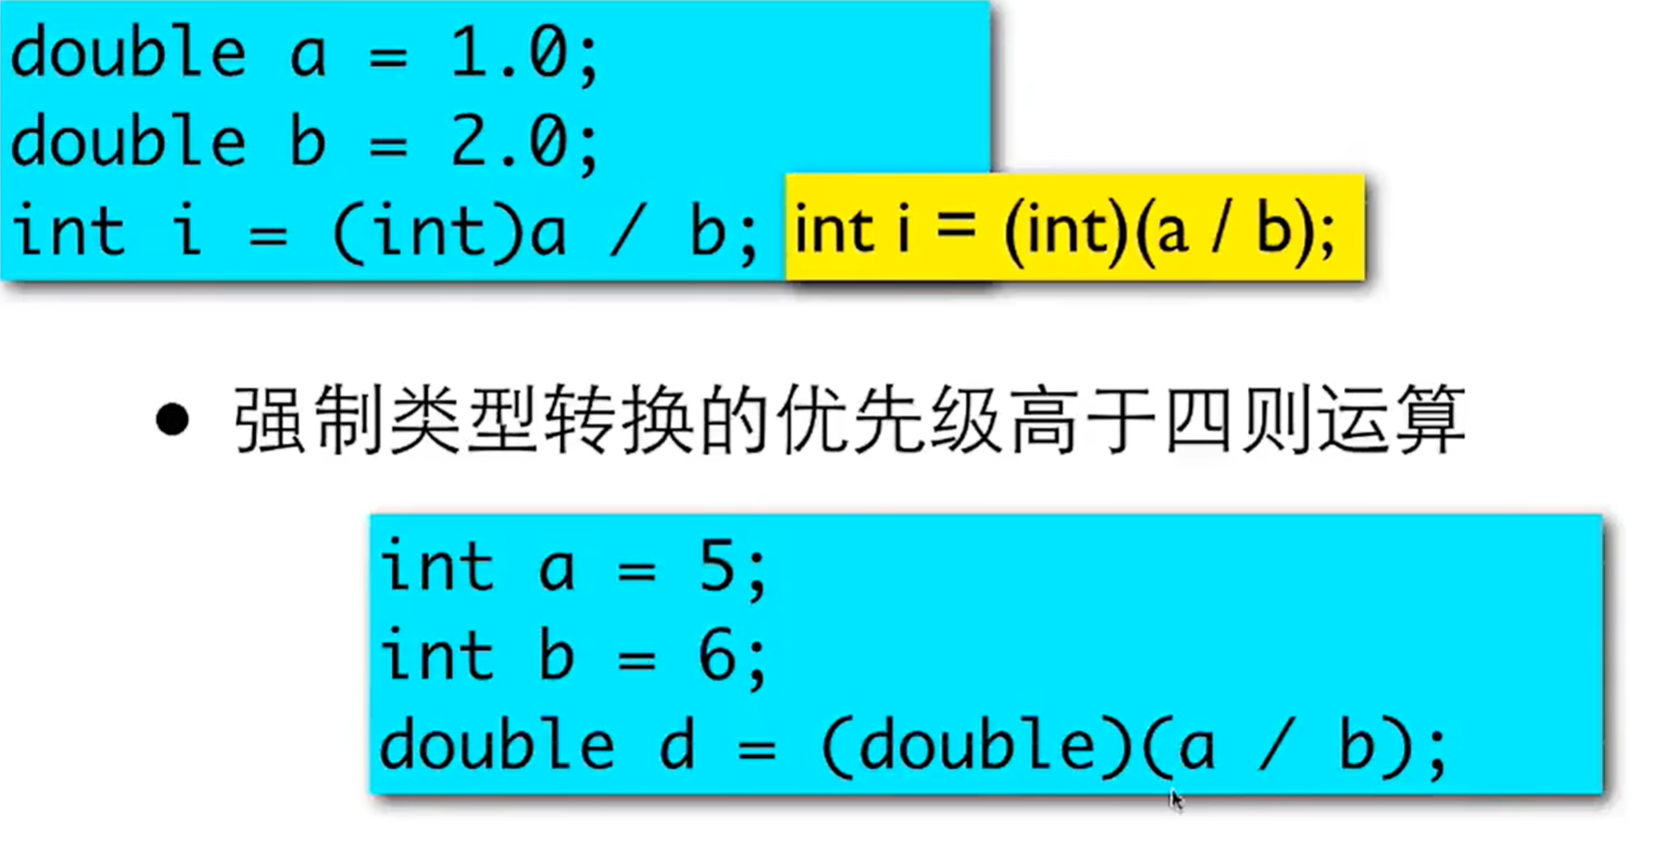 double a = 1.0;
double b = 2.0;
int i = (int)a / b;
int i = (int)(a / b);
● 强制类型转换的优先级高于四则运算
int a = 5;
int b = 6;
double d = (double)(a / b);